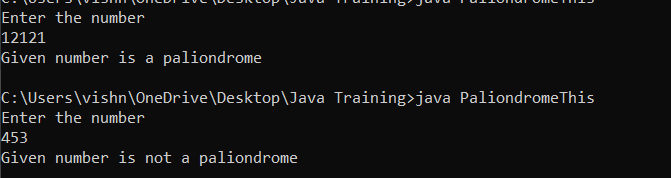 C:\Users\vishn\OneDrive\Desktop\Java Training>java PaliondromeThis
Enter the number
12121
Given number is a paliondrome
C:\Users\vishn\OneDrive\Desktop\Java Training>java PaliondromeThis
Enter the number
453
Given number is not a paliondrome